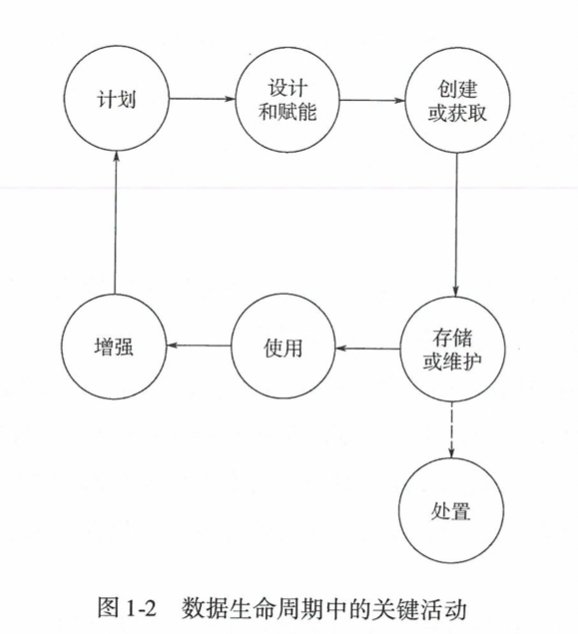 计划
设计
和赋能
创建
或获取
增强
使用
存储
或维护
处置
图 1-2 数据生命周期中的关键活动